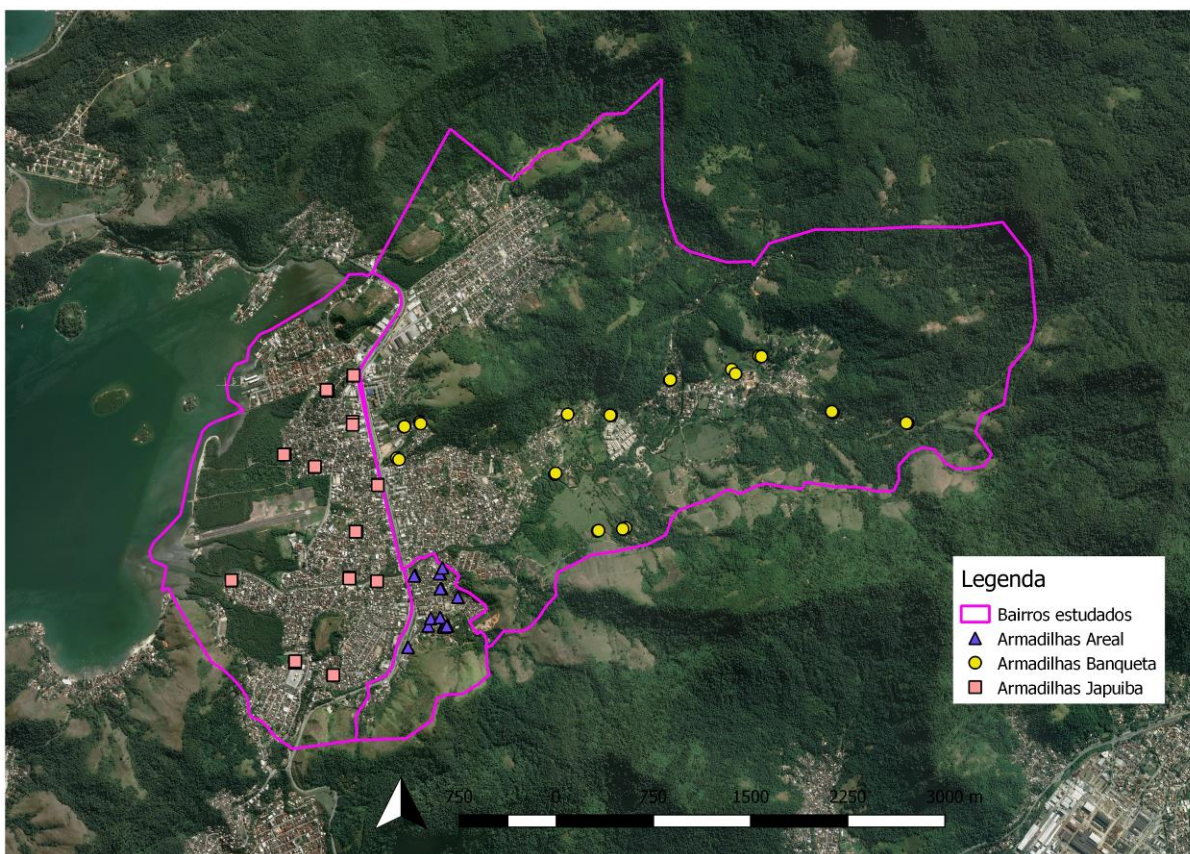 Legenda
Bairros estudados
Armadilhas Areal
Armadilhas Banqueta
Armadilhas Japuiba
750 0 750 1500 2250 3000 m